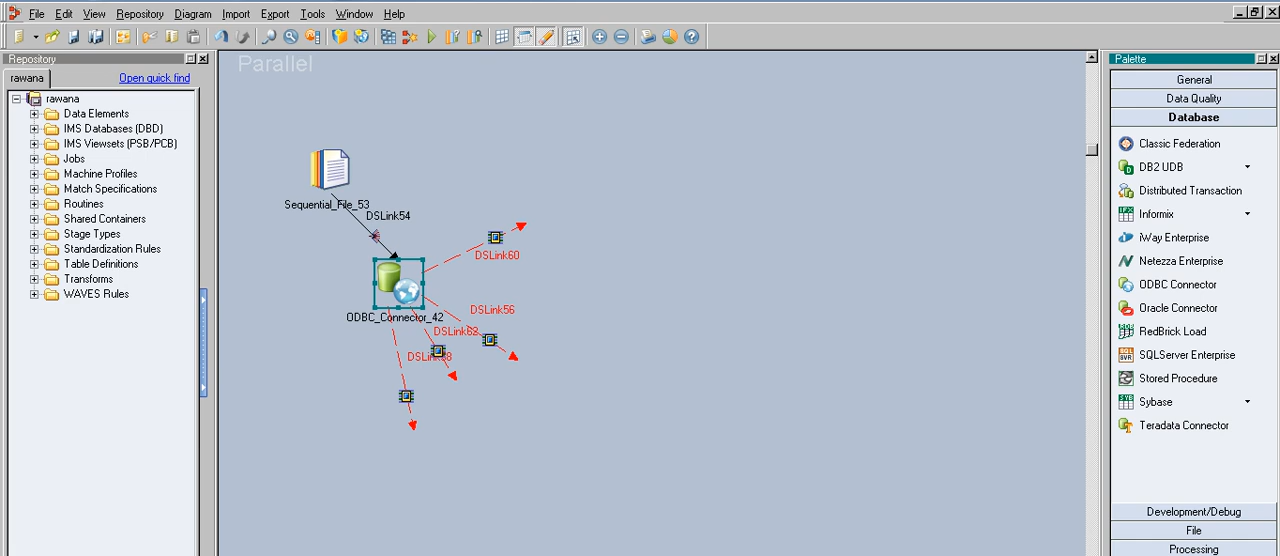 File Edit View Repository Diagram Import Export Tools Window Help
Repository
rawana Open quick find
rawana
Data Elements
IMS Databases (DBD)
IMS Viewsets (PSB/PCB)
Jobs
Machine Profiles
Match Specifications
Routines
Shared Containers
Stage Types
Standardization Rules
Table Definitions
Transforms
WAVES Rules
Parallel
Sequential_File_53
DSLink54
DSLink60
ODBC_Connector_42
DSLink56
DSLink62
Palette
General
Data Quality
Database
Classic Federation
DB2 UDB
Distributed Transaction
Informix
iWay Enterprise
Netezza Enterprise
ODBC Connector
Oracle Connector
RedBrick Load
SQLServer Enterprise
Stored Procedure
Sybase
Teradata Connector
Development/Debug
File
Processing